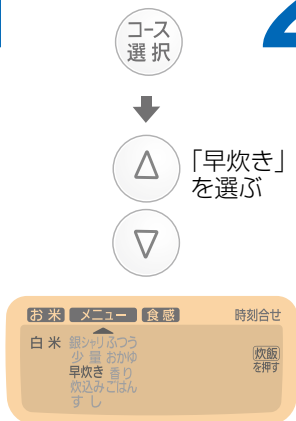 コース
選択
「早炊き」
を選ぶ
お米 メニュー 食感 時刻合せ
白米 銀シャリ ふつう
少量 おかゆ
早炊き 香り
炊込み ごはん
すし
炊飯
を押す